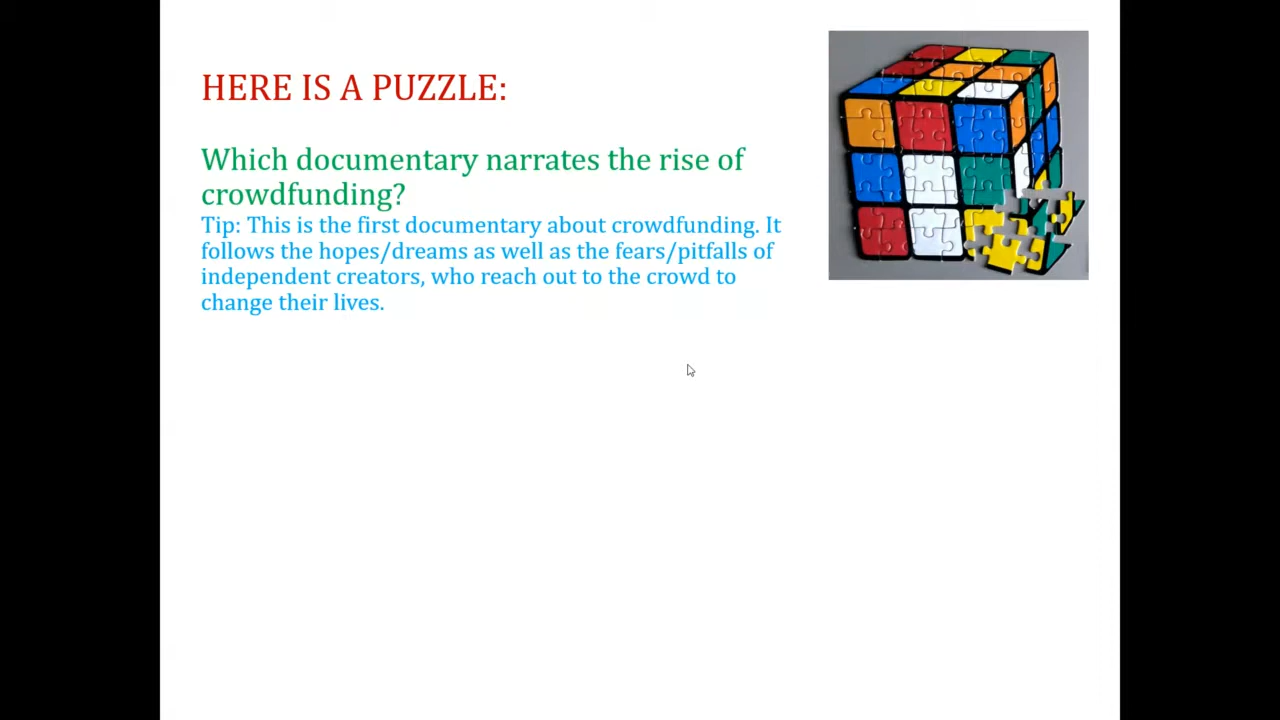 HERE IS A PUZZLE:
Which documentary narrates the rise of
crowdfunding?
Tip: This is the first documentary about crowdfunding. It
follows the hopes/dreams as well as the fears/pitfalls of
independent creators, who reach out to the crowd to
change their lives.